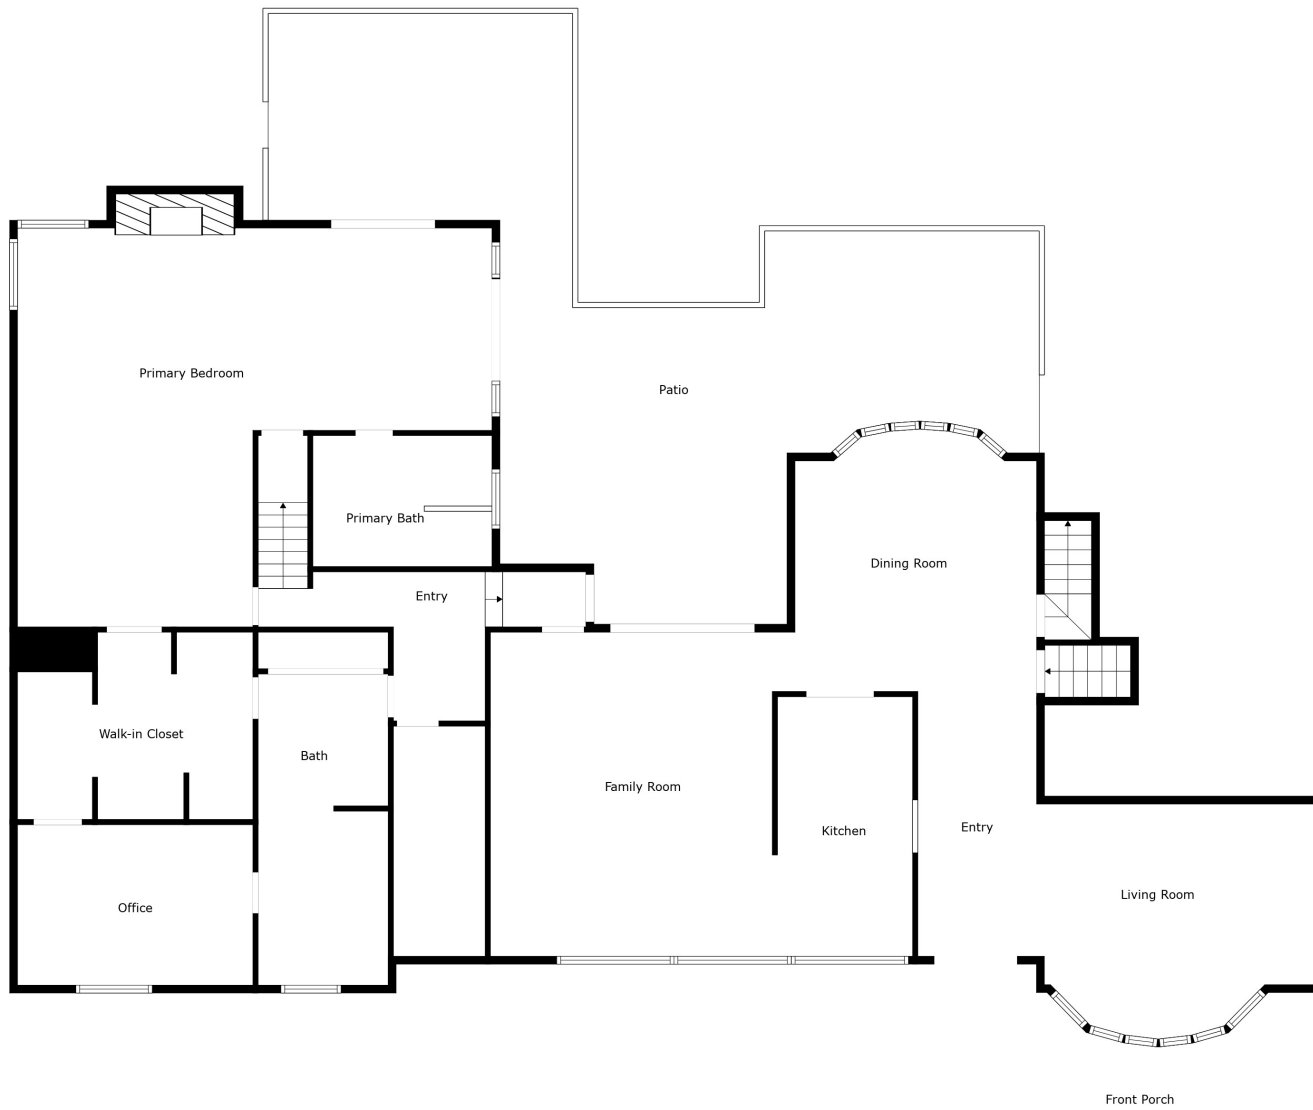 Primary Bedroom
Patio
Primary Bath
Dining Room
Entry
Walk-in Closet
Bath
Family Room
Kitchen
Entry
Living Room
Office
Front Porch